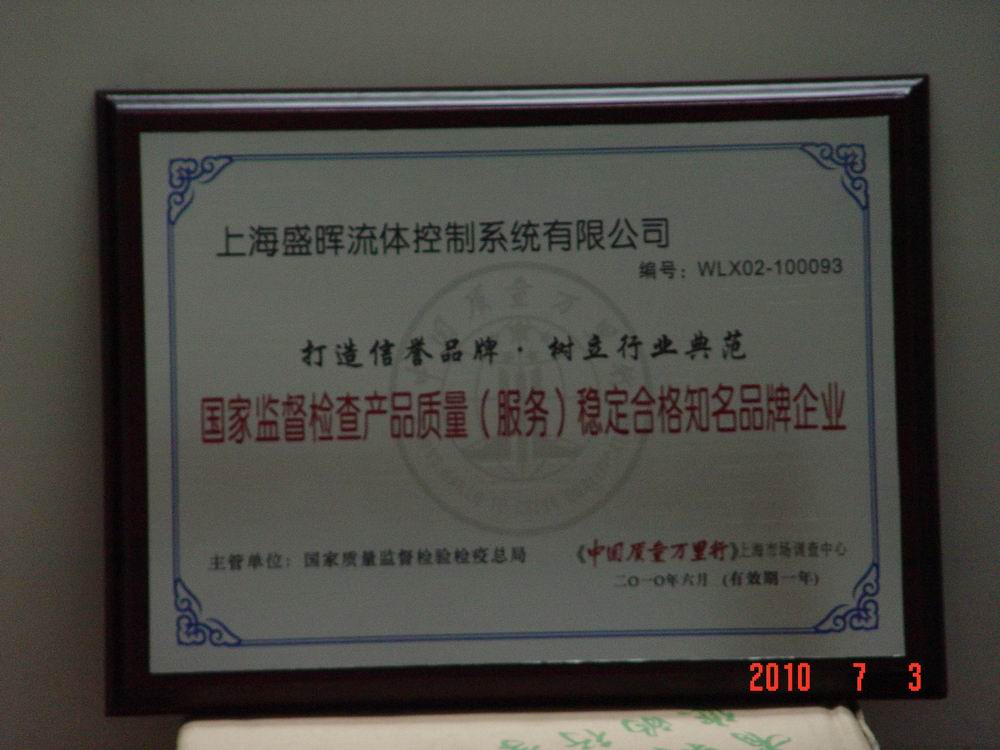 上海盛晖流体控制系统有限公司
编号：WLX02-100093
打造信誉品牌·树立行业典范
国家监督检查产品质量（服务）稳定合格知名品牌企业
主管单位：国家质量监督检验检疫总局
《中国质量万里行》上海市场调查中心
二〇一〇年六月 （有效期一年）
2010 7 3